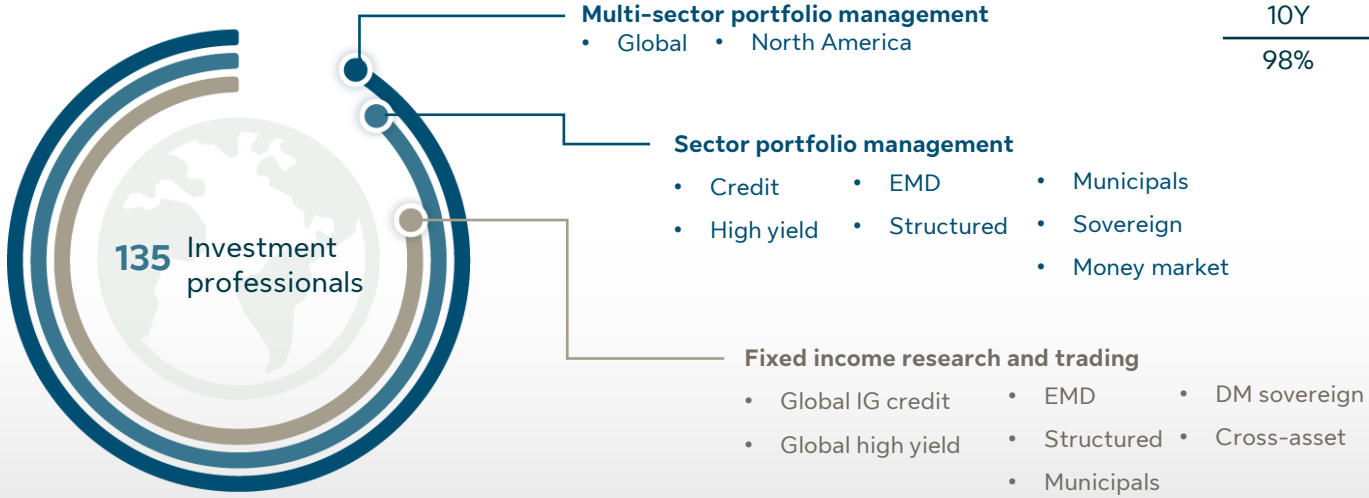 Multi-sector portfolio management
• Global • North America
10Y
98%
Sector portfolio management
• Credit
• High yield
• EMD
• Structured
• Municipals
• Sovereign
• Money market
135 Investment
professionals
Fixed income research and trading
• Global IG credit
• Global high yield
• EMD
• Structured
• Municipals
• DM sovereign
• Cross-asset